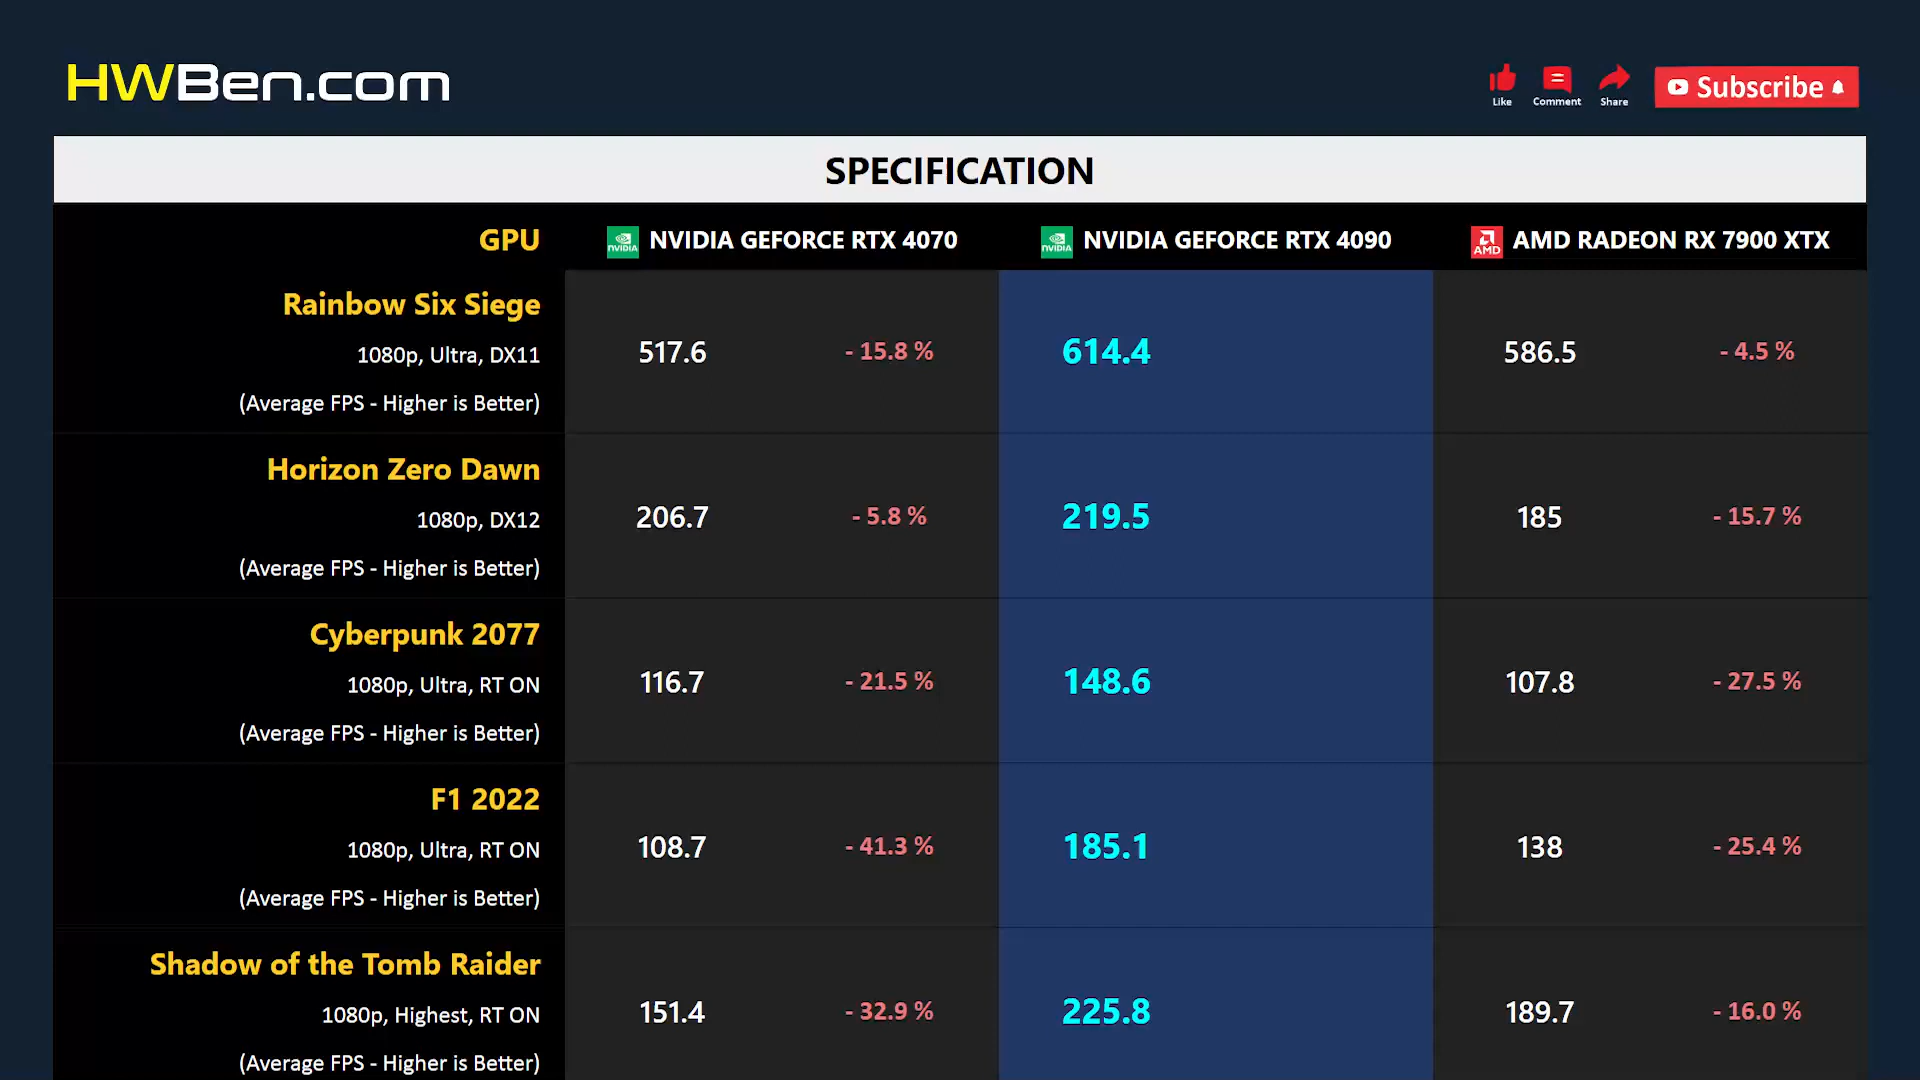 HWBen.com
Like
Comment
Share
Subscribe
SPECIFICATION
GPU
NVIDIA NVIDIA GEFORCE RTX 4070
NVIDIA NVIDIA GEFORCE RTX 4090
AMD AMD RADEON RX 7900 XTX
Rainbow Six Siege
1080p, Ultra, DX11
(Average FPS - Higher is Better)
517.6 - 15.8 % 614.4 586.5 - 4.5 %
Horizon Zero Dawn
1080p, DX12
(Average FPS - Higher is Better)
206.7 - 5.8 % 219.5 185 - 15.7 %
Cyberpunk 2077
1080p, Ultra, RT ON
(Average FPS - Higher is Better)
116.7 - 21.5 % 148.6 107.8 - 27.5 %
F1 2022
1080p, Ultra, RT ON
(Average FPS - Higher is Better)
108.7 - 41.3 % 185.1 138 - 25.4 %
Shadow of the Tomb Raider
1080p, Highest, RT ON
(Average FPS - Higher is Better)
151.4 - 32.9 % 225.8 189.7 - 16.0 %